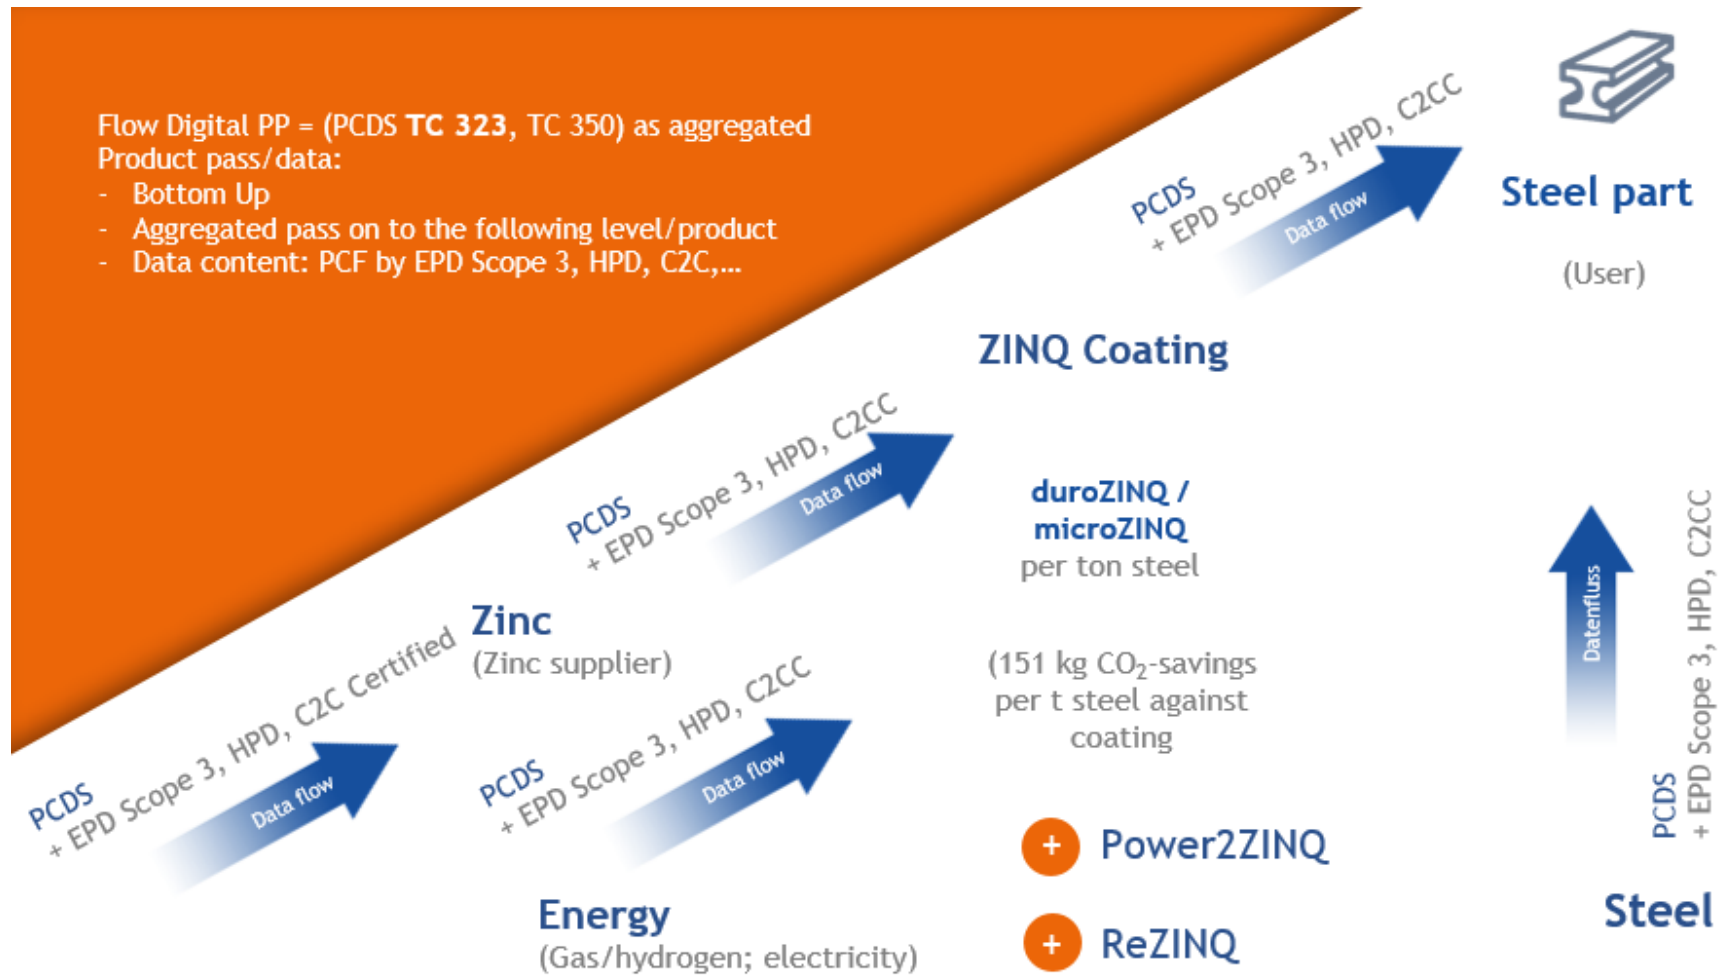 Flow Digital PP = (PCDS TC 323, TC 350) as aggregated
Product pass/data:
- Bottom Up
- Aggregated pass on to the following level/product
- Data content: PCF by EPD Scope 3, HPD, C2C,...
PCDS
+ EPD Scope 3, HPD, C2CC
Data flow
Steel part
(User)
ZINQ Coating
PCDS
+ EPD Scope 3, HPD, C2CC
Data flow
duroZINQ /
microZINQ
per ton steel
(151 kg CO₂-savings
per t steel against
coating
Zinc
(Zinc supplier)
PCDS
+ EPD Scope 3, HPD, C2C Certified
Data flow
PCDS
+ EPD Scope 3, HPD, C2CC
Data flow
Energy
(Gas/hydrogen; electricity)
+ Power2ZINQ
+ ReZINQ
Datenfluss
PCDS
+ EPD Scope 3, HPD, C2CC
Steel